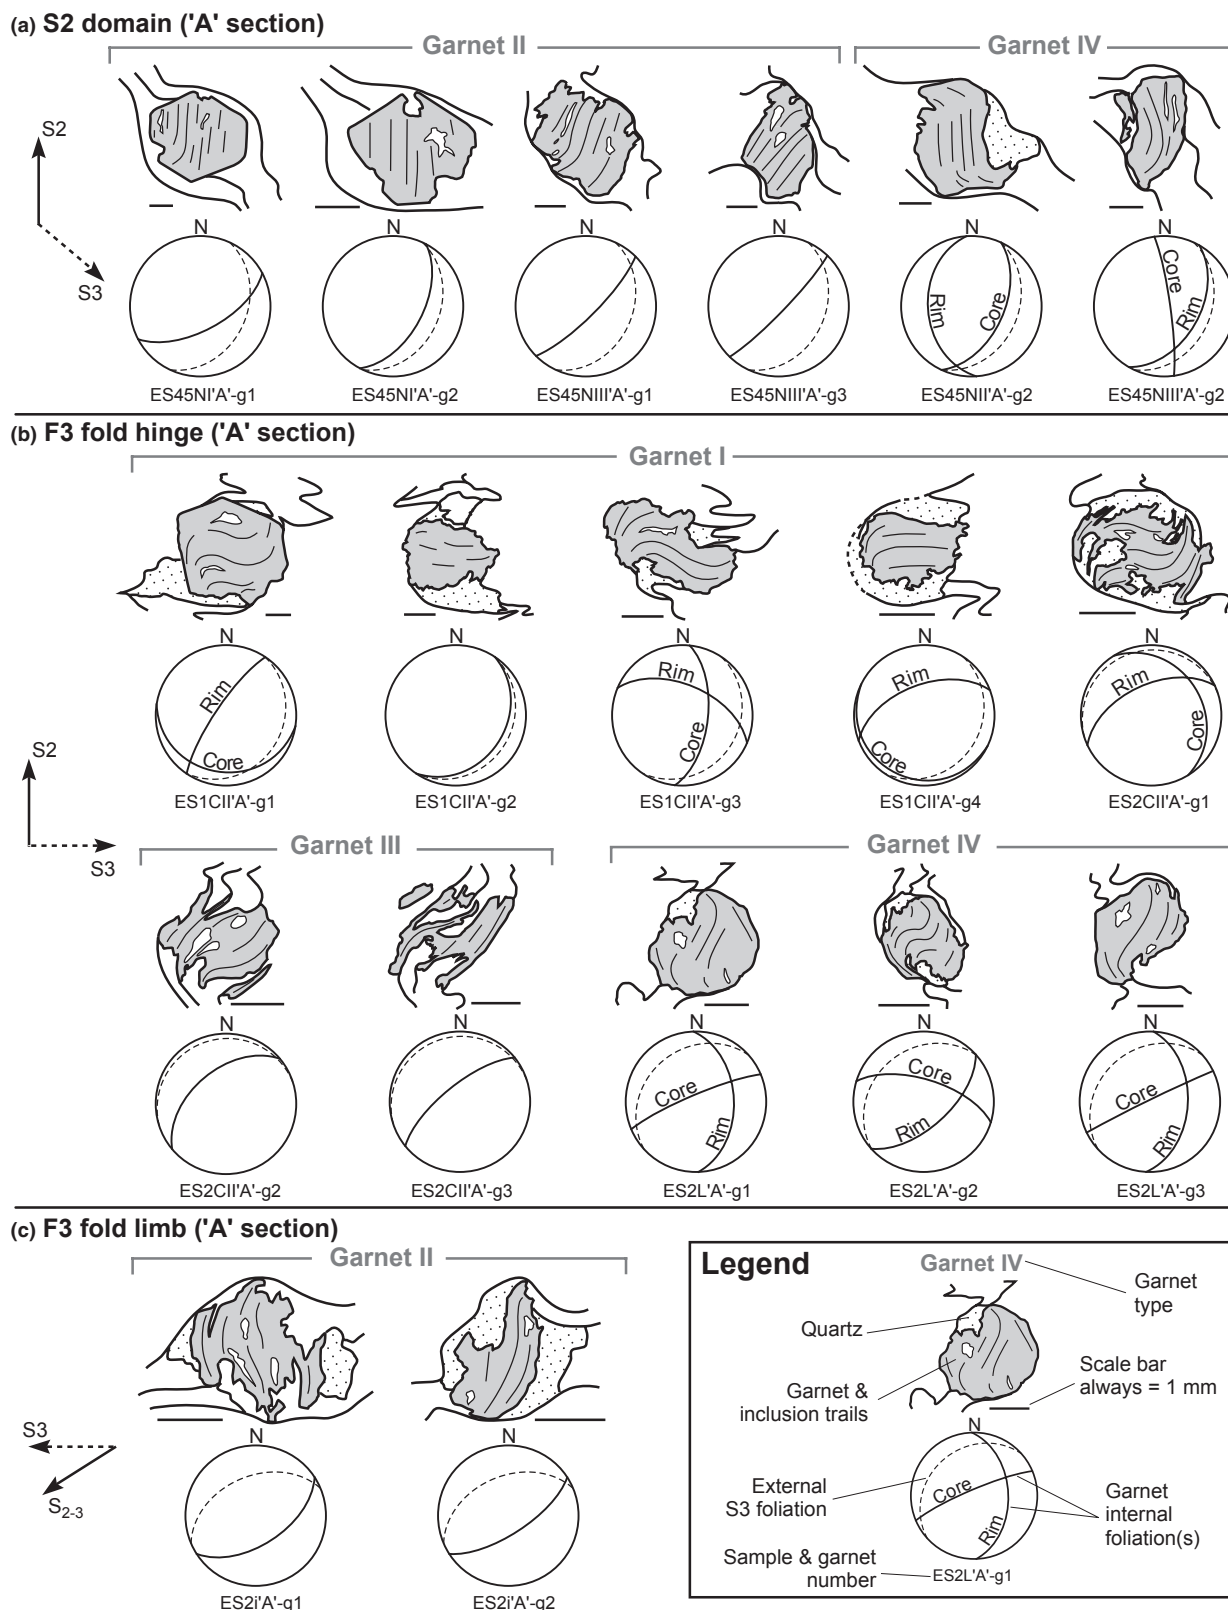 (a) S2 domain ('A' section)
Garnet II
Garnet IV
S2
S3
N N N N N N
Rim Core Core Rim
ES45NI'A'-g1 ES45NI'A'-g2 ES45NIII'A'-g1 ES45NIII'A'-g3 ES45NII'A'-g2 ES45NIII'A'-g2
(b) F3 fold hinge ('A' section)
Garnet I
S2
S3
N N N N N
Rim Core Rim Core Rim Core Rim Core
ES1CII'A'-g1 ES1CII'A'-g2 ES1CII'A'-g3 ES1CII'A'-g4 ES2CII'A'-g1
Garnet III
Garnet IV
N N N N N
Core Rim Core Rim Core Rim
ES2CII'A'-g2 ES2CII'A'-g3 ES2L'A'-g1 ES2L'A'-g2 ES2L'A'-g3
(c) F3 fold limb ('A' section)
Garnet II
S3
S2-3
N N
ES2i'A'-g1 ES2i'A'-g2
Legend
Garnet IV
Garnet
type
Quartz
Scale bar
always = 1 mm
Garnet &
inclusion trails
N
External
S3 foliation
Core
Rim
Garnet
internal
foliation(s)
Sample & garnet
number
ES2L'A'-g1